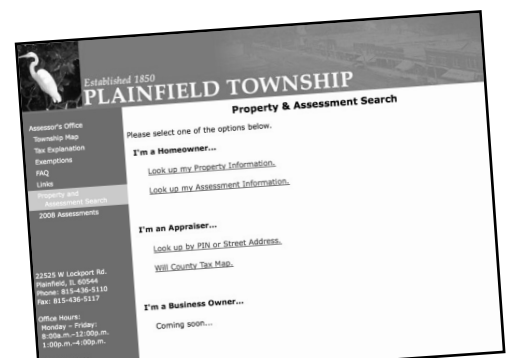 Established 1850
PLAINFIELD TOWNSHIP
Assessor's Office
Township Map
Tax Explanation
Exemptions
FAQ
Links
Property and
Assessment Search
2008 Assessments
22525 W Lockport Rd.
Plainfield, IL 60544
Phone: 815-436-5110
Fax: 815-436-5117
Office Hours:
Monday – Friday:
8:00a.m.–12:00p.m.
1:00p.m.–4:00p.m.
Property & Assessment Search
Please select one of the options below.
I'm a Homeowner...
Look up my Property Information.
Look up my Assessment Information.
I'm an Appraiser...
Look up by PIN or Street Address.
Will County Tax Map.
I'm a Business Owner...
Coming soon...